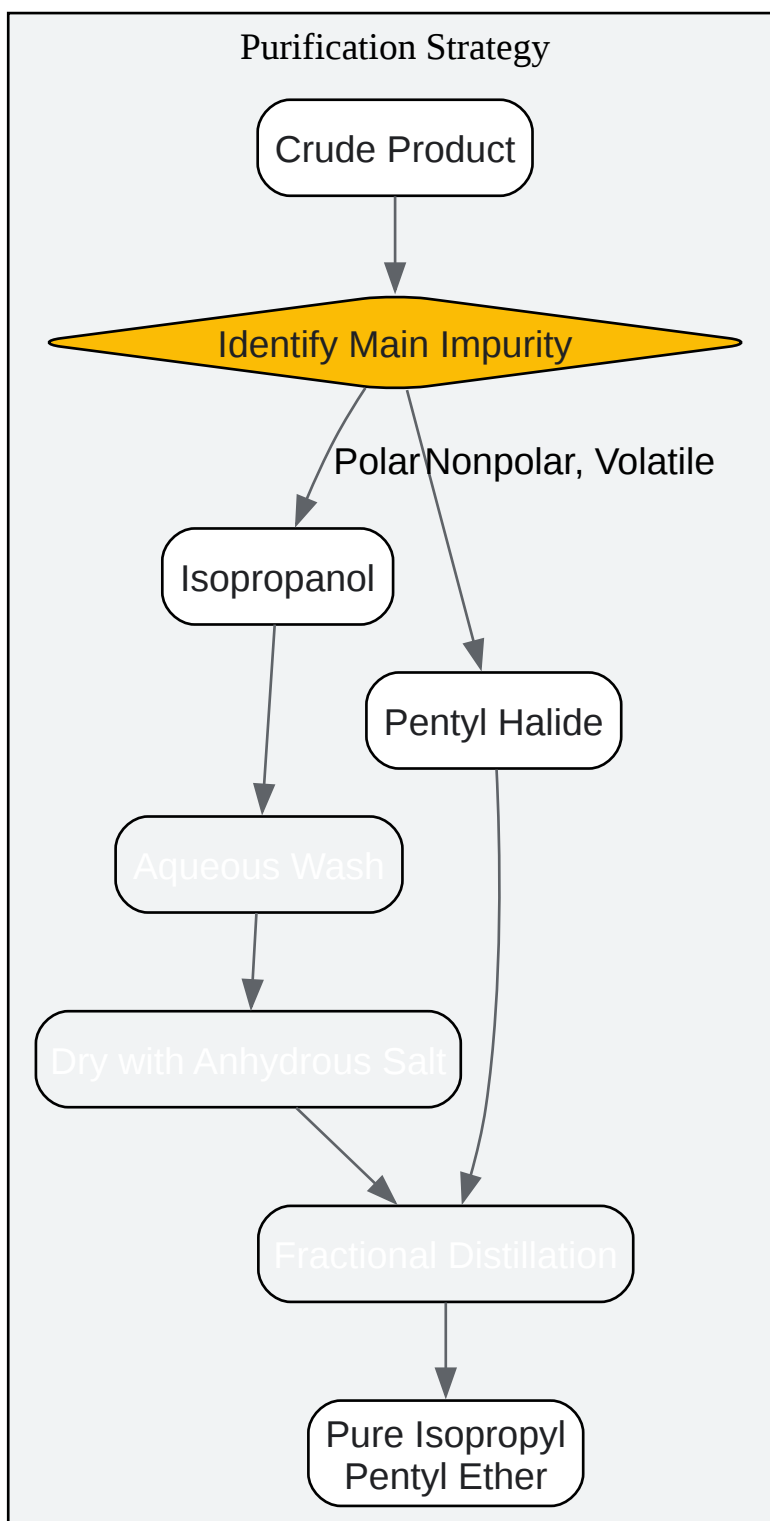 Purification Strategy
Crude Product
Identify Main Impurity
Polar
Nonpolar, Volatile
Isopropanol
Pentyl Halide
Aqueous Wash
Dry with Anhydrous Salt
Fractional Distillation
Pure Isopropyl
Pentyl Ether